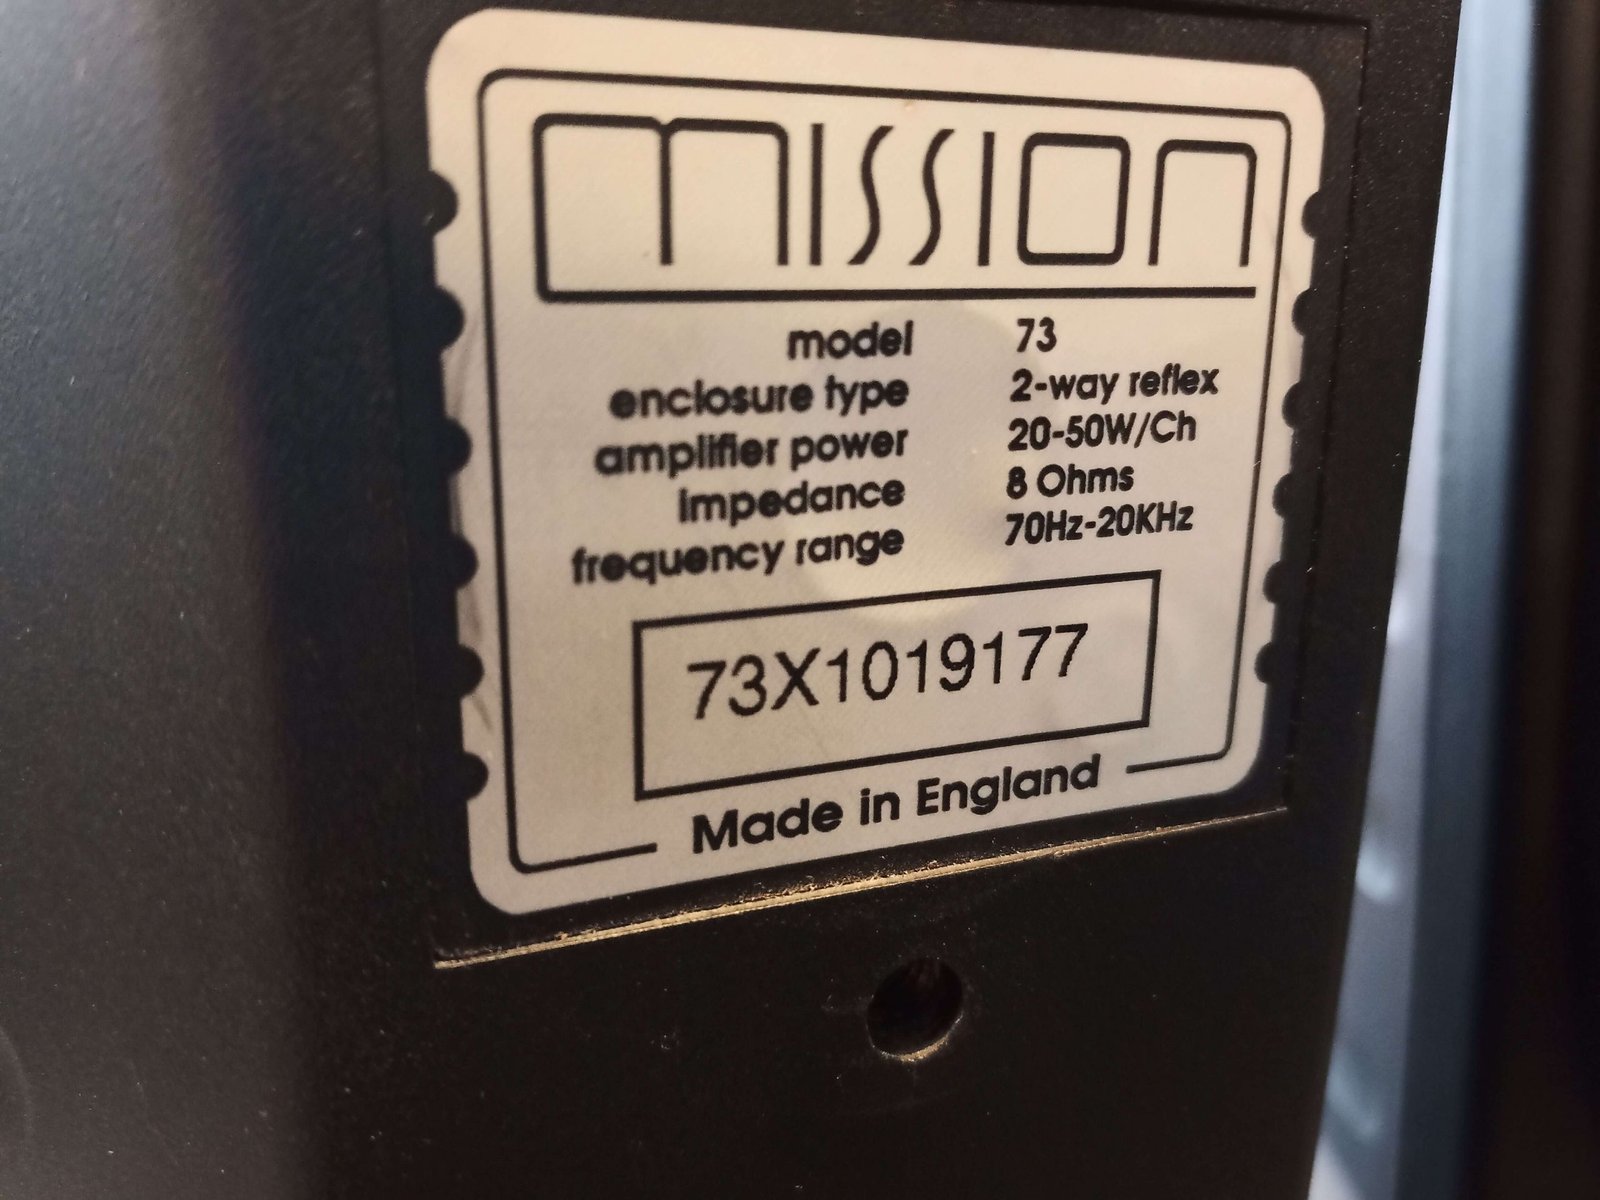 mission
model 73
enclosure type 2-way reflex
amplifier power 20-50W/Ch
impedance 8 Ohms
frequency range 70Hz-20KHz
73X1019177
Made in England